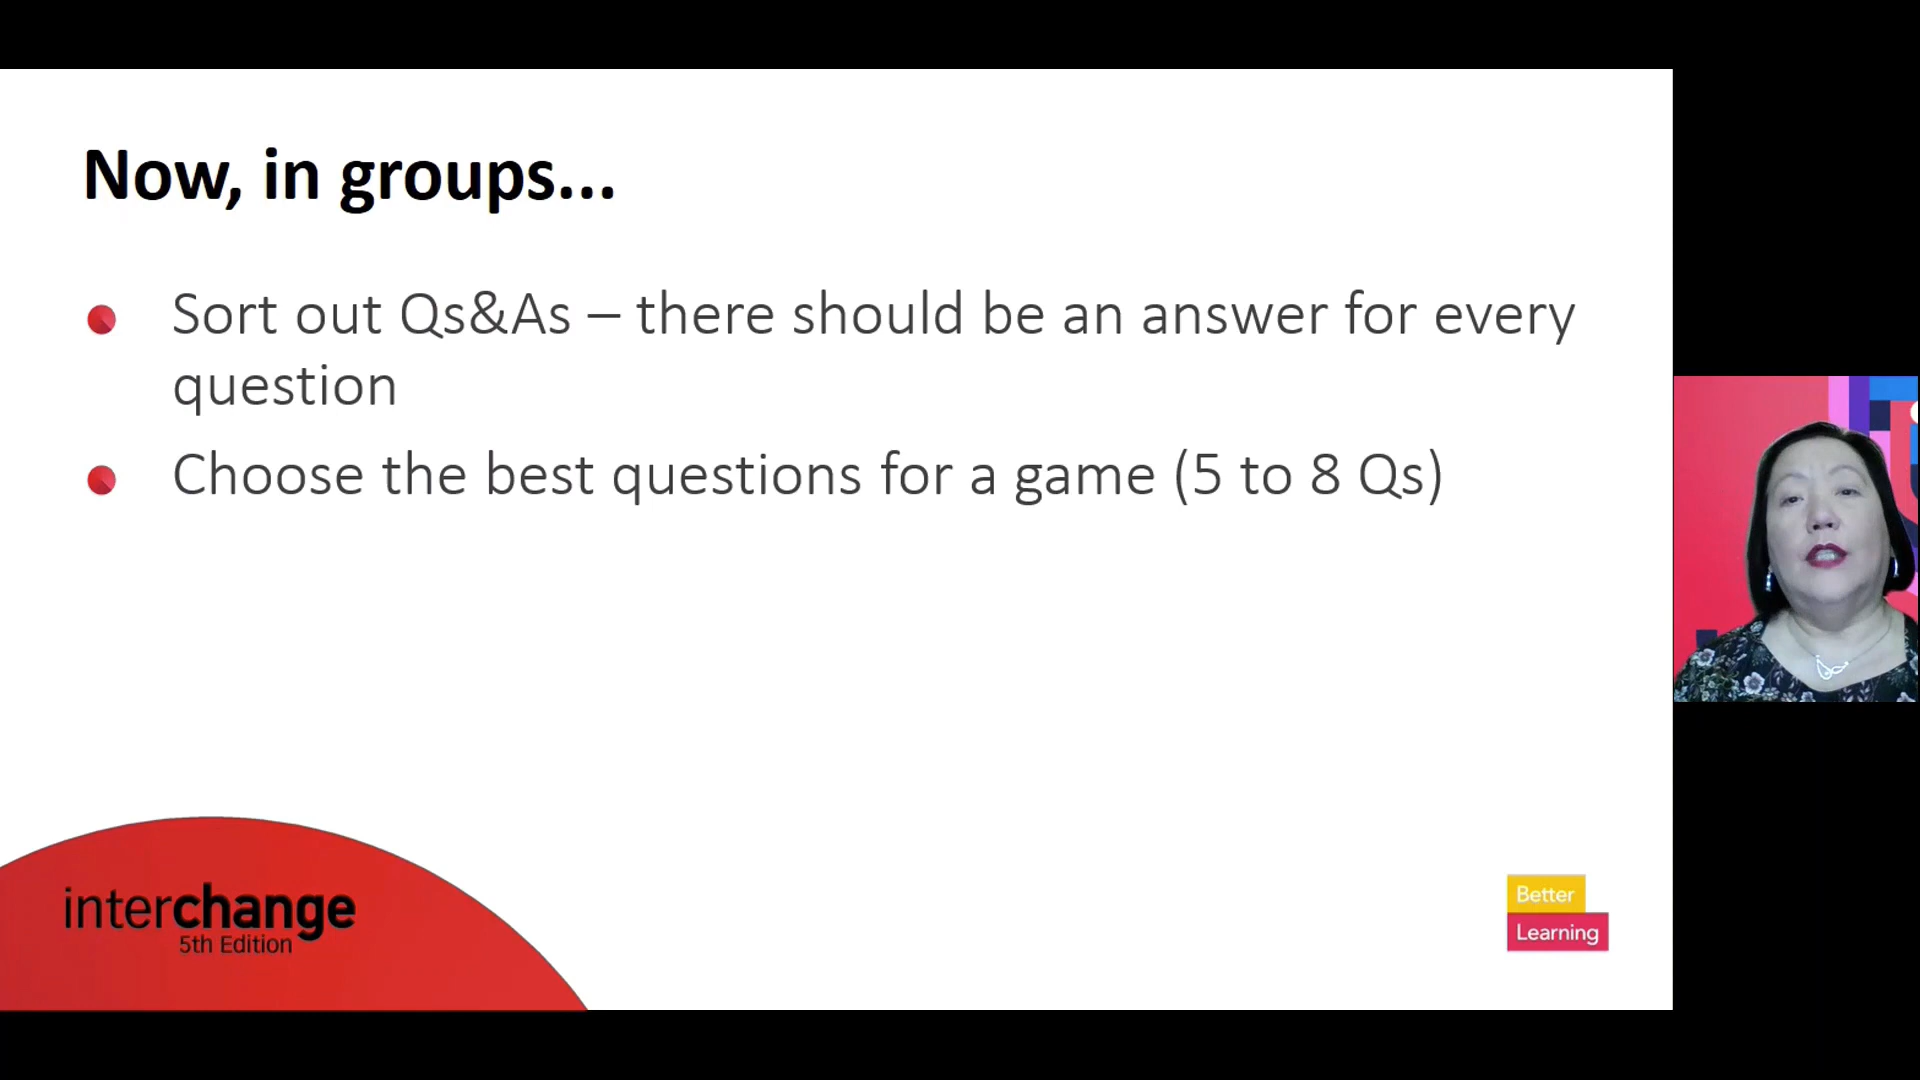 Now, in groups...
Sort out Qs&As – there should be an answer for every
question
Choose the best questions for a game (5 to 8 Qs)
interchange
5th Edition
Better
Learning